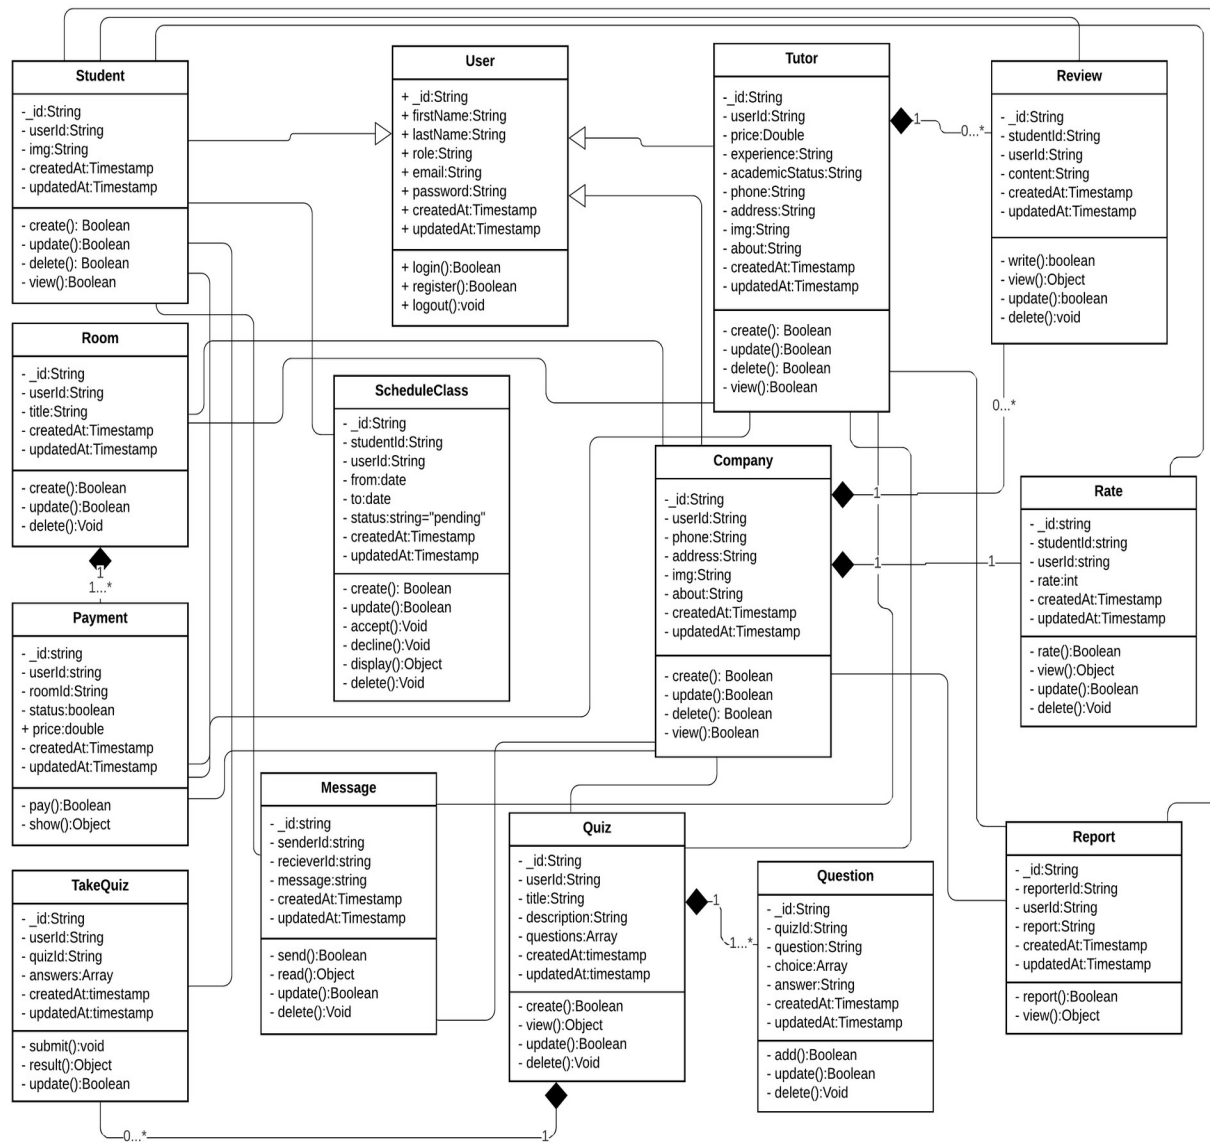 Student
-_id:String
- userId:String
- img:String
- createdAt:Timestamp
- updatedAt:Timestamp
- create(): Boolean
- update():Boolean
- delete(): Boolean
- view():Boolean
User
+ _id:String
+ firstName:String
+ lastName:String
+ role:String
+ email:String
+ password:String
+ createdAt:Timestamp
+ updatedAt:Timestamp
+ login():Boolean
+ register():Boolean
+ logout():void
Tutor
-_id:String
- userId:String
- price:Double
- experience:String
- academicStatus:String
- phone:String
- address:String
- img:String
- about:String
- createdAt:Timestamp
- updatedAt:Timestamp
- create(): Boolean
- update():Boolean
- delete(): Boolean
- view():Boolean
1
0...*
Review
- _id:String
- studentId:String
- userId:String
- content:String
- createdAt:Timestamp
- updatedAt:Timestamp
- write():boolean
- view():Object
- update():boolean
- delete():void
0...*
Room
- _id:String
- userId:String
- title:String
- createdAt:Timestamp
- updatedAt:Timestamp
- create():Boolean
- update():Boolean
- delete():Void
1
1...*
ScheduleClass
- _id:String
- studentId:String
- userId:String
- from:date
- to:date
- status:string="pending"
- createdAt:Timestamp
- updatedAt:Timestamp
- create(): Boolean
- update():Boolean
- accept():Void
- decline():Void
- display():Object
- delete():Void
Company
-_id:String
- userId:String
- phone:String
- address:String
- img:String
- about:String
- createdAt:Timestamp
- updatedAt:Timestamp
- create(): Boolean
- update():Boolean
- delete(): Boolean
- view():Boolean
1
1
1
Rate
- _id:string
- studentId:string
- userId:string
- rate:int
- createdAt:Timestamp
- updatedAt:Timestamp
- rate():Boolean
- view():Object
- update():Boolean
- delete():Void
Payment
- _id:string
- userId:string
- roomId:String
- status:boolean
+ price:double
- createdAt:Timestamp
- updatedAt:Timestamp
- pay():Boolean
- show():Object
Message
- _id:string
- senderId:string
- recieverId:string
- message:string
- createdAt:Timestamp
- updatedAt:Timestamp
- send():Boolean
- read():Object
- update():Boolean
- delete():Void
Quiz
- _id:String
- userId:String
- title:String
- description:String
- questions:Array
- createdAt:timestamp
- updatedAt:timestamp
- create():Boolean
- view():Object
- update():Boolean
- delete():Void
1
1...*
Question
- _id:String
- quizId:String
- question:String
- choice:Array
- answer:String
- createdAt:Timestamp
- updatedAt:Timestamp
- add():Boolean
- update():Boolean
- delete():Void
Report
- _id:String
- reporterId:String
- userId:String
- report:String
- createdAt:Timestamp
- updatedAt:Timestamp
- report():Boolean
- view():Object
TakeQuiz
- _id:String
- userId:String
- quizId:String
- answers:Array
- createdAt:timestamp
- updatedAt:timestamp
- submit():void
- result():Object
- update():Boolean
0...*
1